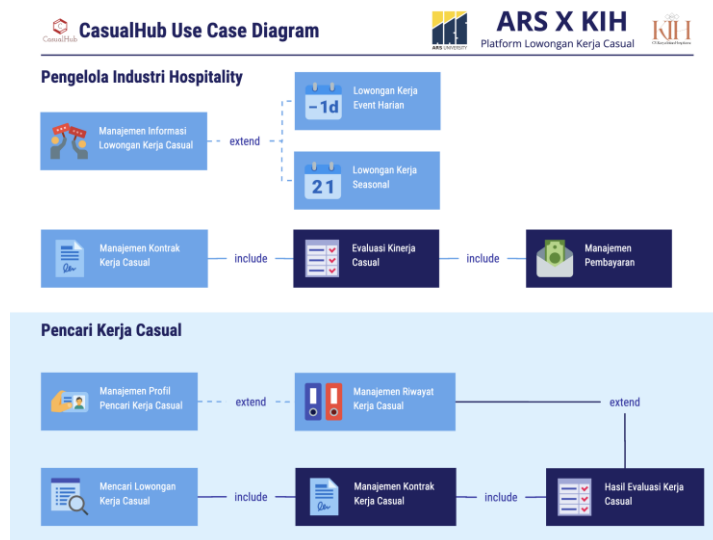 CasualHub
CasualHub Use Case Diagram
ARS UNIVERSITY
ARS X KIH
Platform Lowongan Kerja Casual
KIH
Pengelola Industri Hospitality
Manajemen Informasi
Lowongan Kerja Casual
extend
-1d
Lowongan Kerja
Event Harian
21
Lowongan Kerja
Seasonal
Manajemen Kontrak
Kerja Casual
include
Evaluasi Kinerja
Casual
include
Manajemen
Pembayaran
Pencari Kerja Casual
Manajemen Profil
Pencari Kerja Casual
extend
Manajemen Riwayat
Kerja Casual
extend
Mencari Lowongan
Kerja Casual
include
Manajemen Kontrak
Kerja Casual
include
Hasil Evaluasi Kerja
Casual